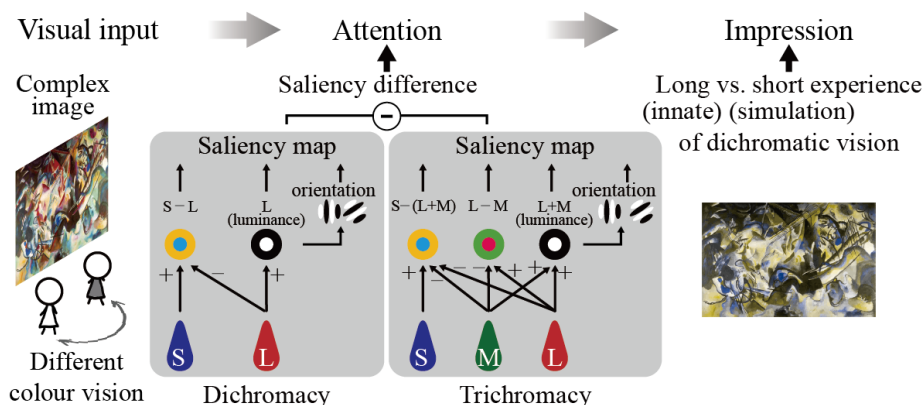 Visual input
Attention
Impression
Complex
image
Saliency difference
Long vs. short experience
(innate) (simulation)
of dichromatic vision
−
Saliency map
Saliency map
orientation
orientation
S−L
L
(luminance)
S−(L+M)
L−M
L+M
(luminance)
+
−
+
+
−
−
−
+
+
+
S
L
S
M
L
Different
colour vision
Dichromacy
Trichromacy